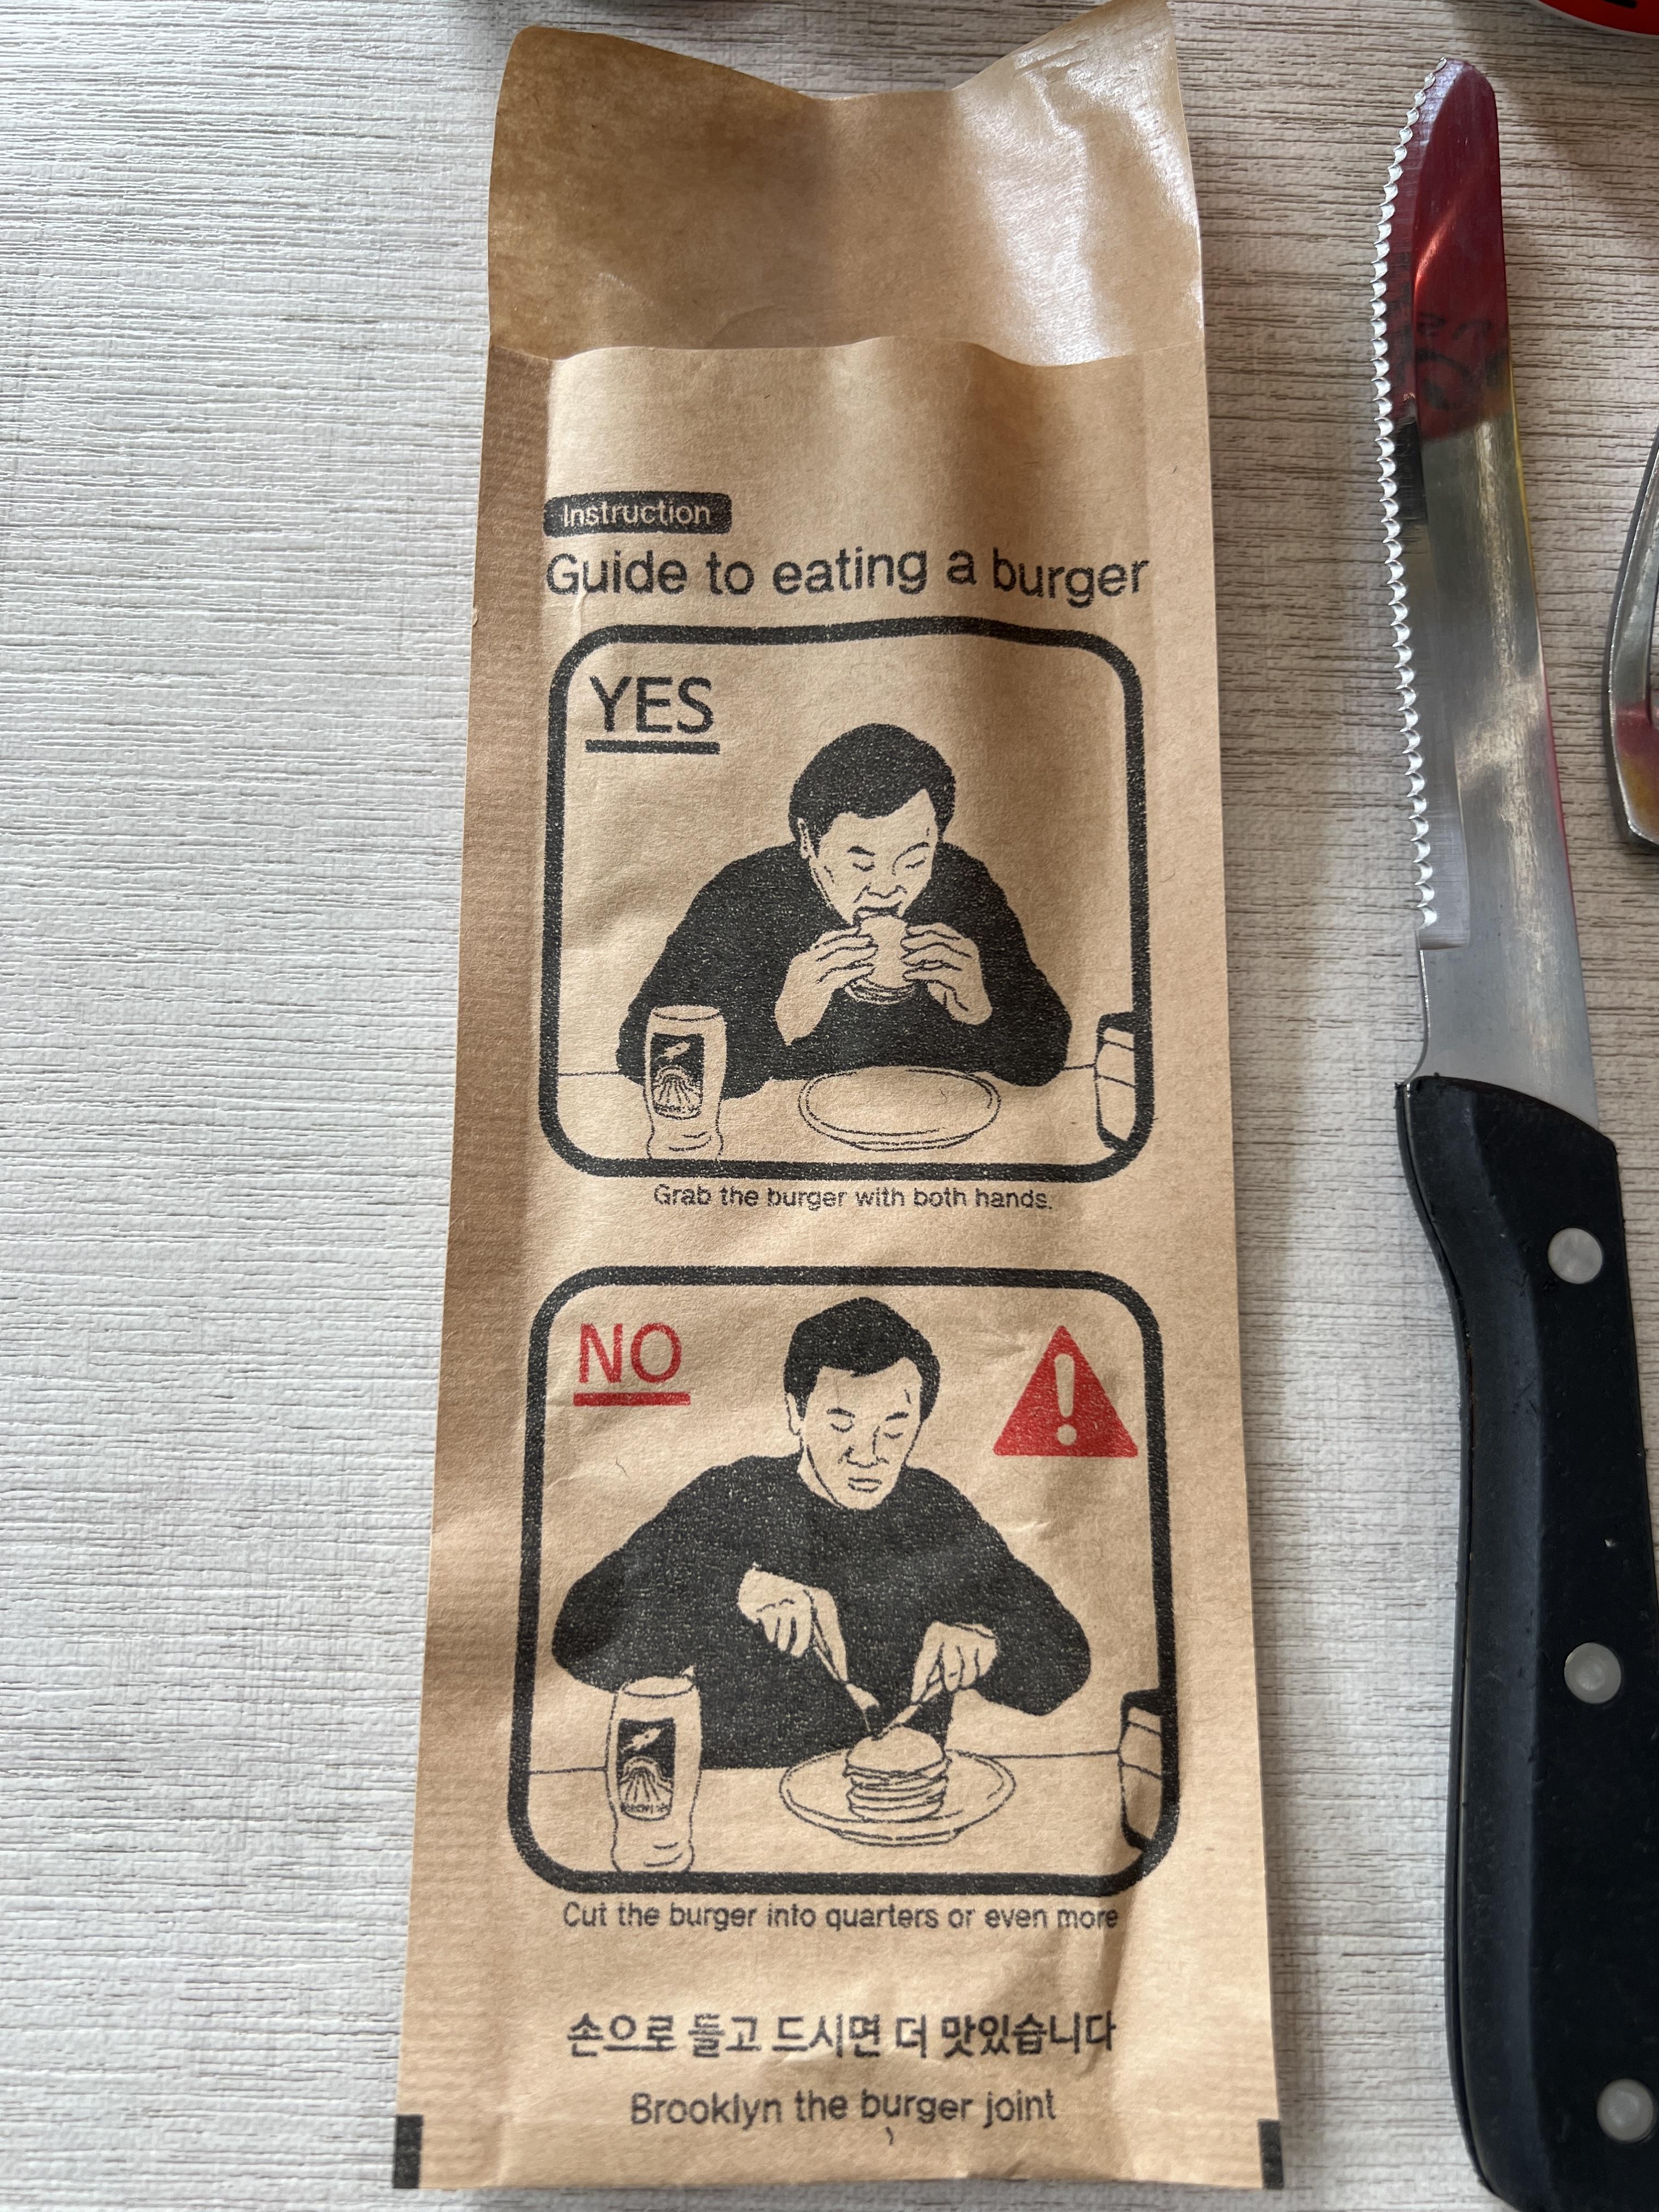 Instruction
Guide to eating a burger
YES
Grab the burger with both hands.
NO
Cut the burger into quarters or even more
손으로 들고 드시면 더 맛있습니다
Brooklyn the burger joint